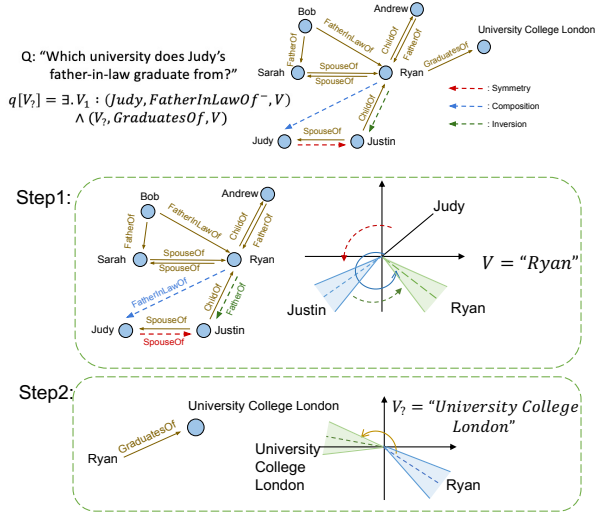 Q: “Which university does Judy’s
father-in-law graduate from?”
q[V?] = ∃.V1 : (Judy, FatherInLawOf⁻, V)
∧ (V?, GraduatesOf, V)
Bob
Andrew
University College London
FatherOf
FatherInLawOf
ChildOf
FatherOf
GraduatesOf
Sarah
SpouseOf
SpouseOf
Ryan
ChildOf
Judy
SpouseOf
Justin
: Symmetry
: Composition
: Inversion
Step1:
Bob
Andrew
FatherOf
FatherInLawOf
ChildOf
FatherOf
Sarah
SpouseOf
SpouseOf
Ryan
FatherInLawOf
ChildOf
FatherOf
Judy
SpouseOf
SpouseOf
Justin
Judy
Justin
Ryan
V = “Ryan”
Step2:
University College London
GraduatesOf
Ryan
University
College
London
Ryan
V? = “University College
London”